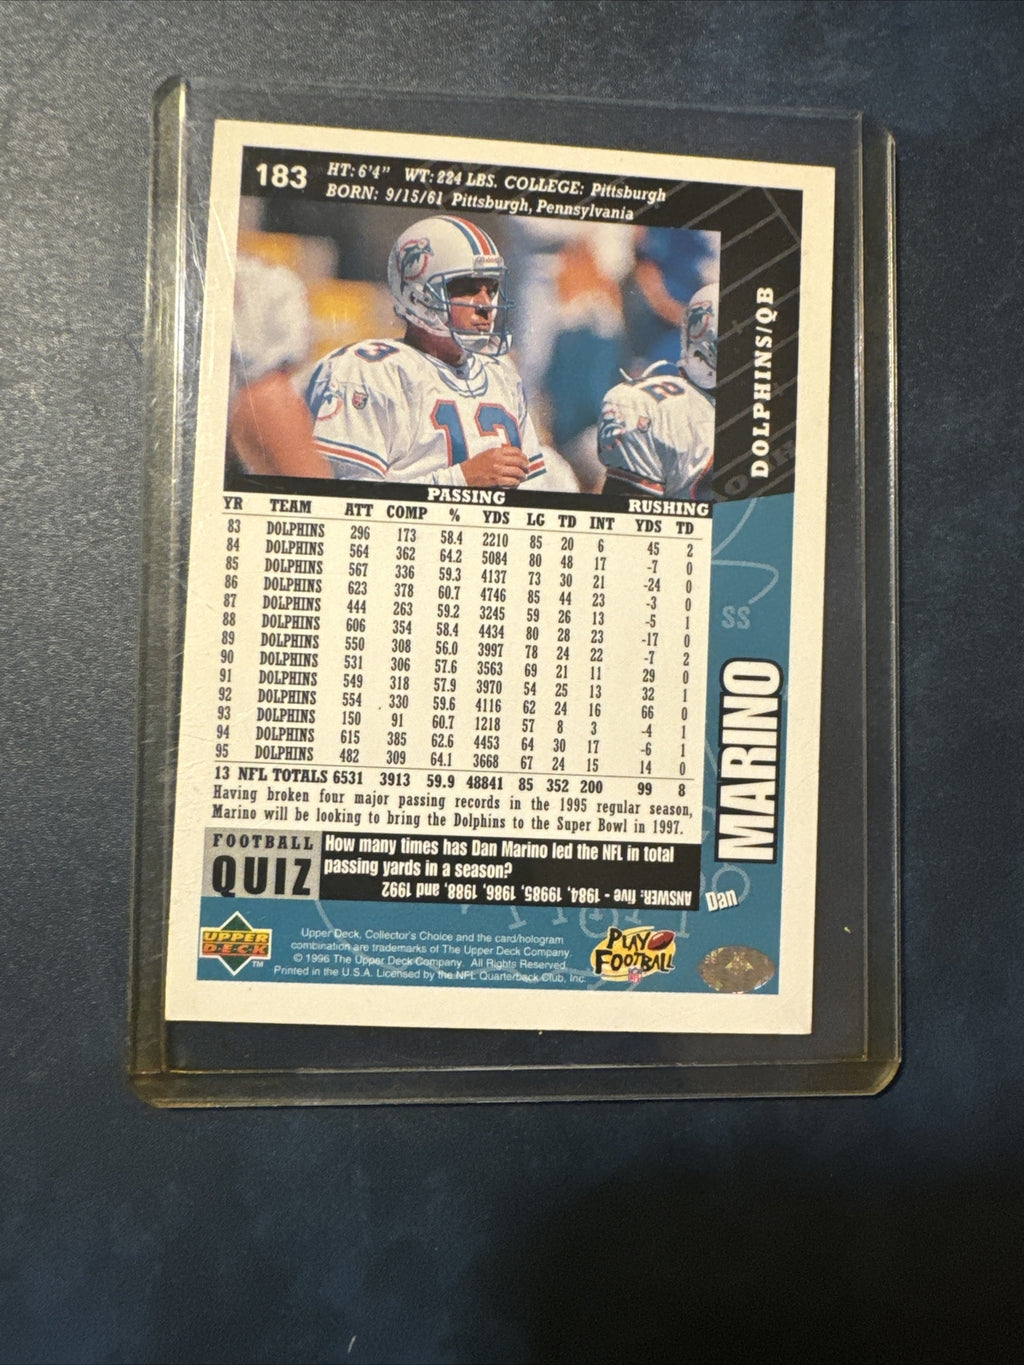 183
HT: 6'4" WT: 224 LBS. COLLEGE: Pittsburgh
BORN: 9/15/61 Pittsburgh, Pennsylvania
DOLPHINS/QB
13
13
2
PASSING RUSHING
YR TEAM ATT COMP % YDS LG TD INT YDS TD
83 DOLPHINS 296 173 58.4 2210 85 20 6 45 2
84 DOLPHINS 564 362 64.2 5084 80 48 17 -7 0
85 DOLPHINS 567 336 59.3 4137 73 30 21 -24 0
86 DOLPHINS 623 378 60.7 4746 85 44 23 -3 0
87 DOLPHINS 444 263 59.2 3245 59 26 13 -5 1
88 DOLPHINS 606 354 58.4 4434 80 28 23 -17 0
89 DOLPHINS 550 308 56.0 3997 78 24 22 -7 2
90 DOLPHINS 531 306 57.6 3563 69 21 11 29 0
91 DOLPHINS 549 318 57.9 3970 54 25 13 32 1
92 DOLPHINS 554 330 59.6 4116 62 24 16 66 0
93 DOLPHINS 150 91 60.7 1218 57 8 3 -4 1
94 DOLPHINS 615 385 62.6 4453 64 30 17 -6 1
95 DOLPHINS 482 309 64.1 3668 67 24 15 14 0
13 NFL TOTALS 6531 3913 59.9 48841 85 352 200 99 8
Having broken four major passing records in the 1995 regular season,
Marino will be looking to bring the Dolphins to the Super Bowl in 1997.
SS
Dan
MARINO
FOOTBALL
QUIZ
How many times has Dan Marino led the NFL in total
passing yards in a season?
ANSWER: five - 1984, 19985, 1986, 1988, and 1992
UPPER
DECK
TM
Upper Deck, Collector's Choice and the card/hologram
combination are trademarks of The Upper Deck Company.
© 1996 The Upper Deck Company. All Rights Reserved.
Printed in the U.S.A. Licensed by the NFL Quarterback Club, Inc.
PLAY
FOOTBALL
NFL